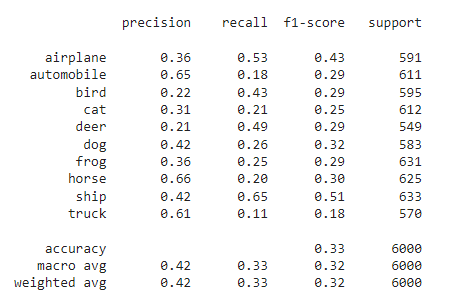 precision recall f1-score support
airplane 0.36 0.53 0.43 591
automobile 0.65 0.18 0.29 611
bird 0.22 0.43 0.29 595
cat 0.31 0.21 0.25 612
deer 0.21 0.49 0.29 549
dog 0.42 0.26 0.32 583
frog 0.36 0.25 0.29 631
horse 0.66 0.20 0.30 625
ship 0.42 0.65 0.51 633
truck 0.61 0.11 0.18 570
accuracy 0.33 6000
macro avg 0.42 0.33 0.32 6000
weighted avg 0.42 0.33 0.32 6000